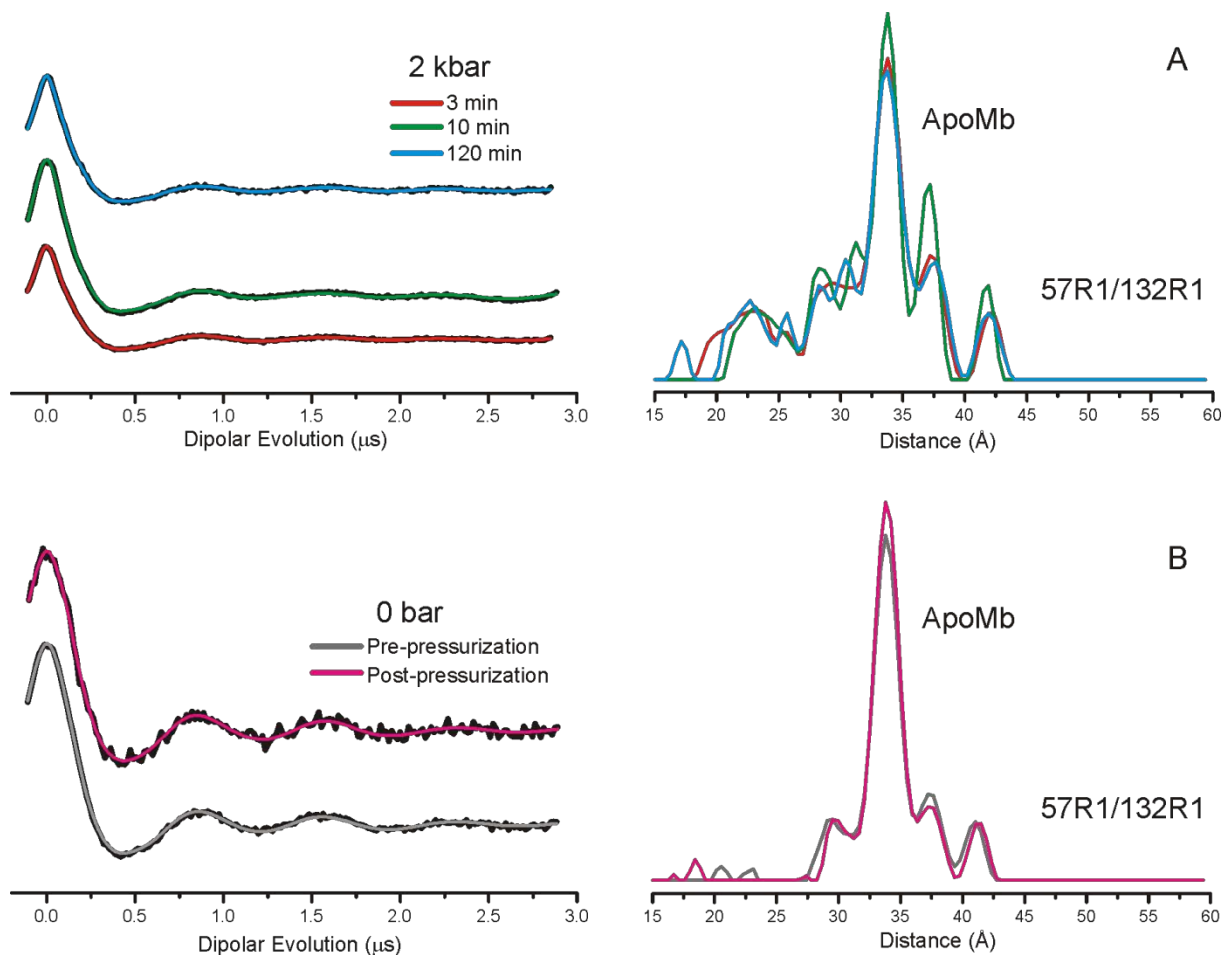 2 kbar
3 min
10 min
120 min
0.0 0.5 1.0 1.5 2.0 2.5 3.0
Dipolar Evolution (μs)
A
ApoMb
57R1/132R1
15 20 25 30 35 40 45 50 55 60
Distance (Å)
0 bar
Pre-pressurization
Post-pressurization
0.0 0.5 1.0 1.5 2.0 2.5 3.0
Dipolar Evolution (μs)
B
ApoMb
57R1/132R1
15 20 25 30 35 40 45 50 55 60
Distance (Å)